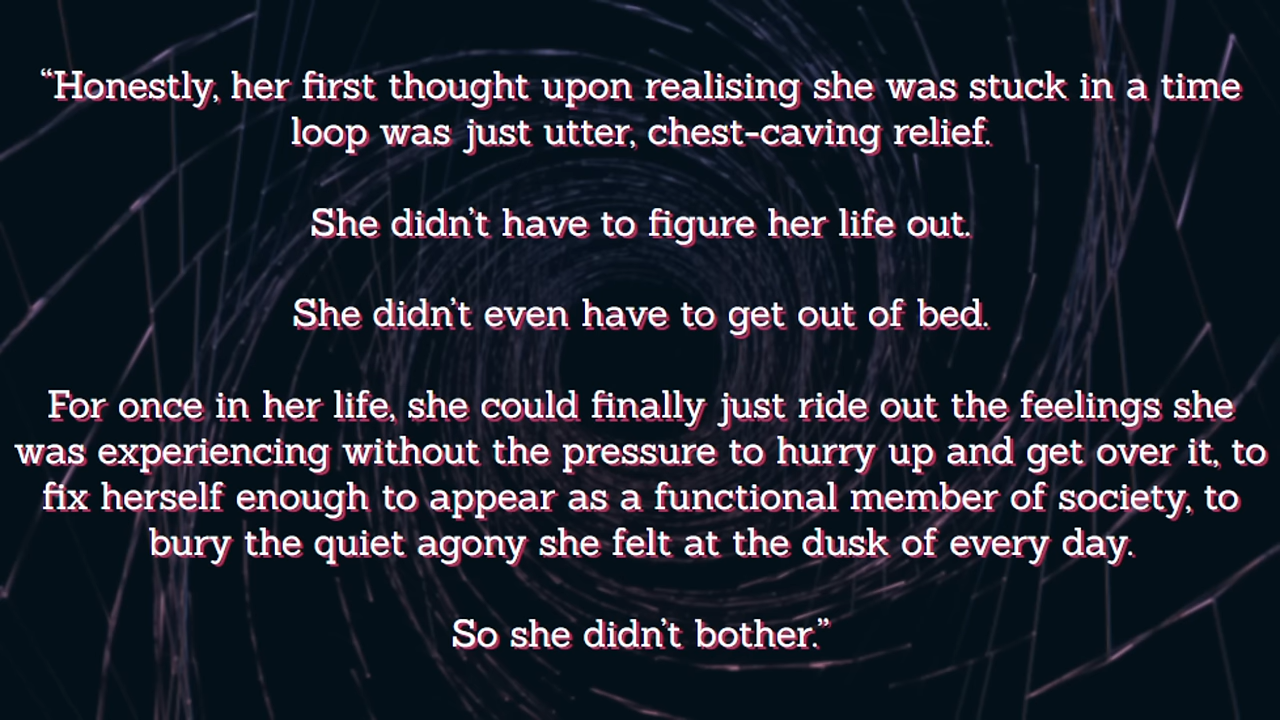 “Honestly, her first thought upon realising she was stuck in a time
loop was just utter, chest-caving relief.
She didn’t have to figure her life out.
She didn’t even have to get out of bed.
For once in her life, she could finally just ride out the feelings she
was experiencing without the pressure to hurry up and get over it, to
fix herself enough to appear as a functional member of society, to
bury the quiet agony she felt at the dusk of every day.
So she didn’t bother.”